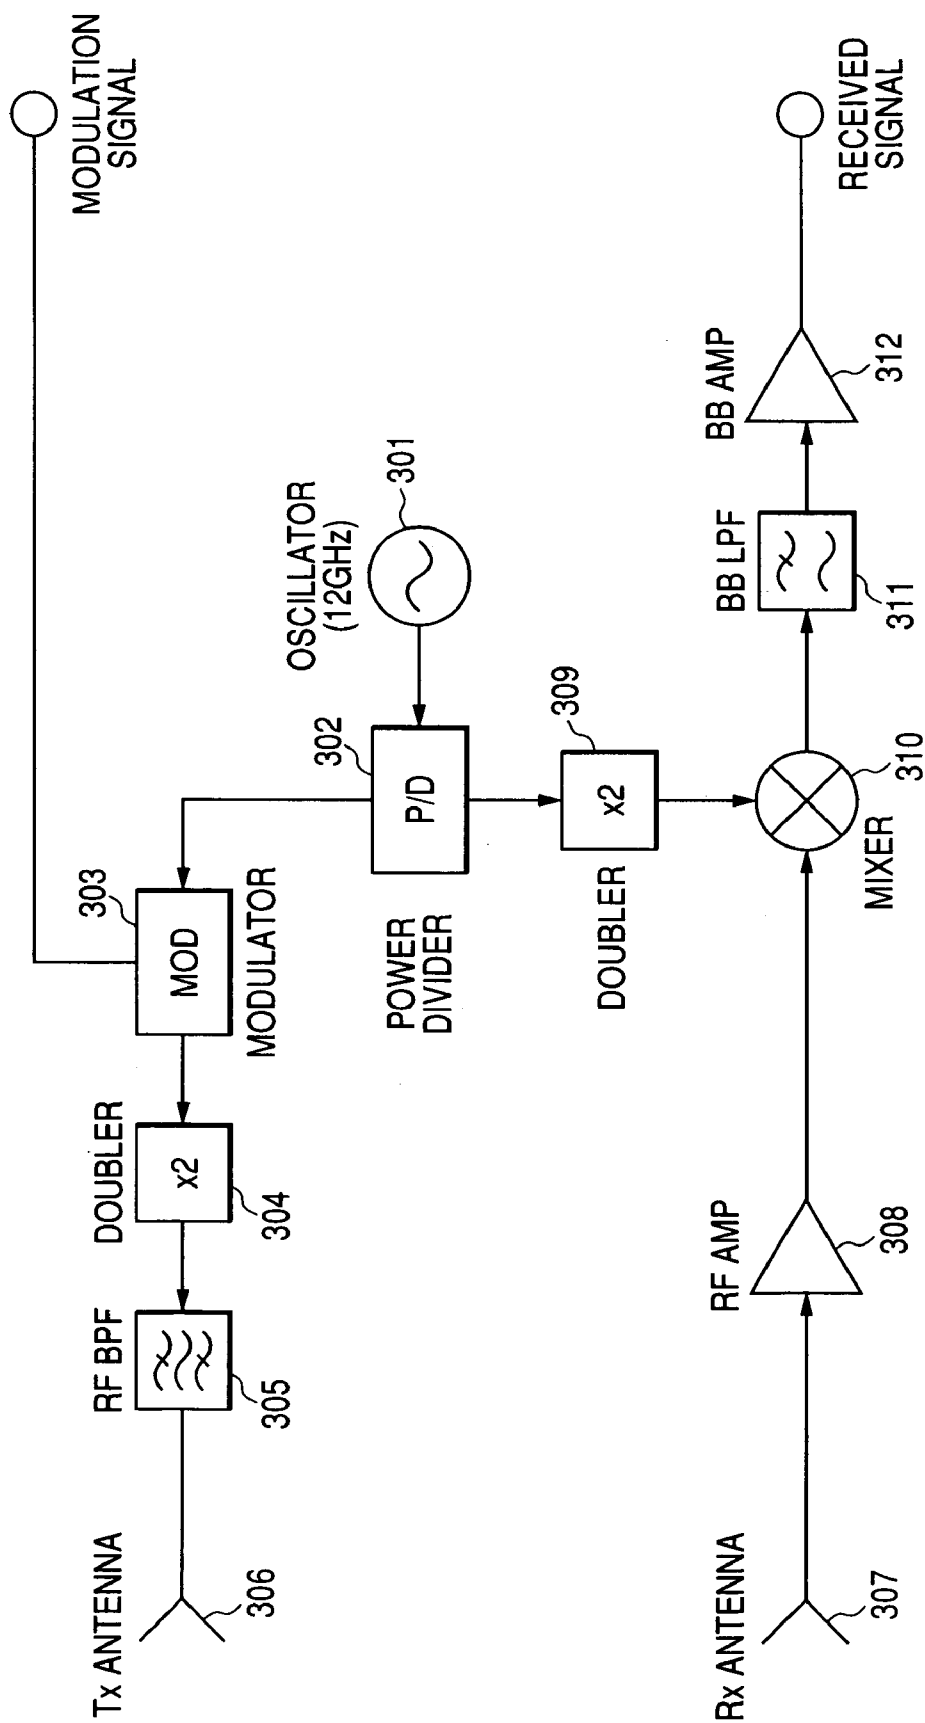 MODULATION
SIGNAL
303
MOD
MODULATOR
DOUBLER
x2
304
RF BPF
305
Tx ANTENNA
306
OSCILLATOR
(12GHz)
301
302
P/D
POWER
DIVIDER
309
x2
DOUBLER
RECEIVED
SIGNAL
BB AMP
312
BB LPF
311
310
MIXER
RF AMP
308
Rx ANTENNA
307